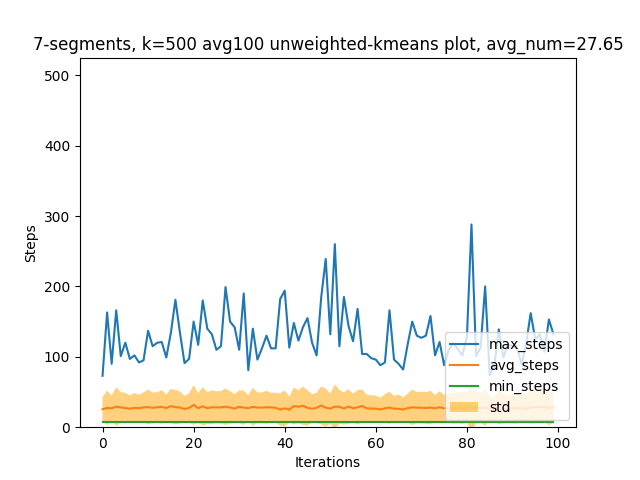 7-segments, k=500 avg100 unweighted-kmeans plot, avg_num=27.65
500
400
300
200
100
0
Steps
0 20 40 60 80 100
Iterations
max_steps
avg_steps
min_steps
std